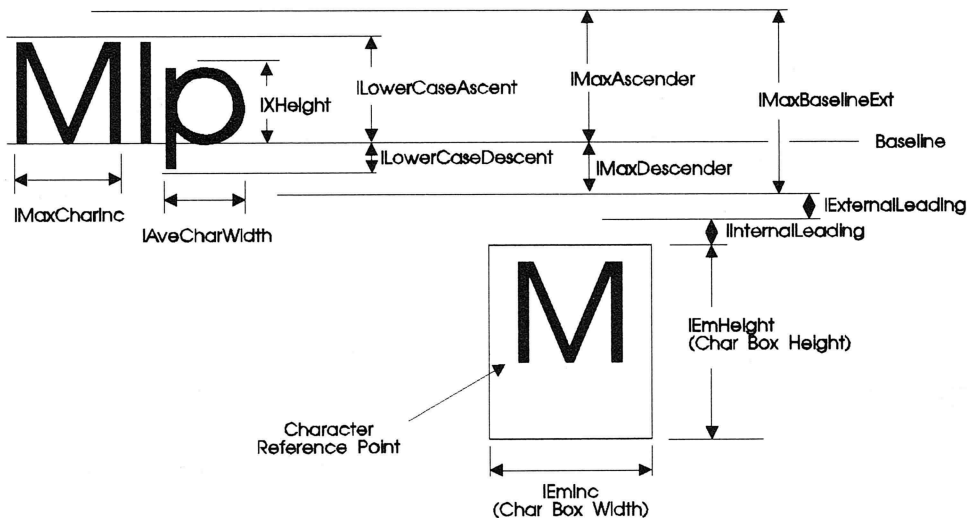 Mlp
lXHeight
lLowerCaseAscent
lMaxAscender
lMaxBaselineExt
Baseline
lLowerCaseDescent
lMaxDescender
lMaxCharInc
lAveCharWidth
lExternalLeading
lInternalLeading
M
lEmHeight
(Char Box Height)
Character
Reference Point
lEmInc
(Char Box Width)